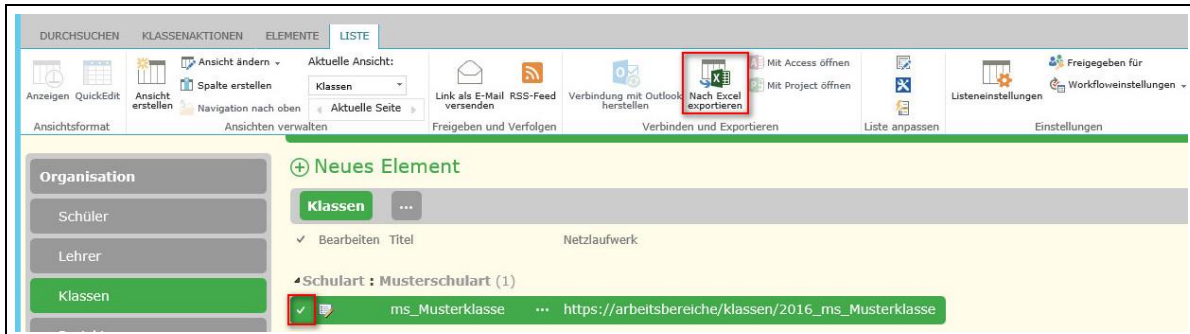 DURCHSUCHEN KLASSENAKTIONEN ELEMENTE LISTE
Anzeigen QuickEdit
Ansicht erstellen
Ansicht ändern
Spalte erstellen
Navigation nach oben
Aktuelle Ansicht:
Klassen
Aktuelle Seite
Link als E-Mail versenden
RSS-Feed
Verbindung mit Outlook herstellen
Nach Excel exportieren
Mit Access öffnen
Mit Project öffnen
Listeneinstellungen
Freigegeben für
Workfloweinstellungen
Ansichtsformat Ansichten verwalten Freigeben und Verfolgen Verbinden und Exportieren Liste anpassen Einstellungen
Organisation
Schüler
Lehrer
Klassen
Neues Element
Klassen ...
Bearbeiten Titel Netzlaufwerk
Schulart : Musterschulart (1)
ms_Musterklasse ... https://arbeitsbereiche/klassen/2016_ms_Musterklasse